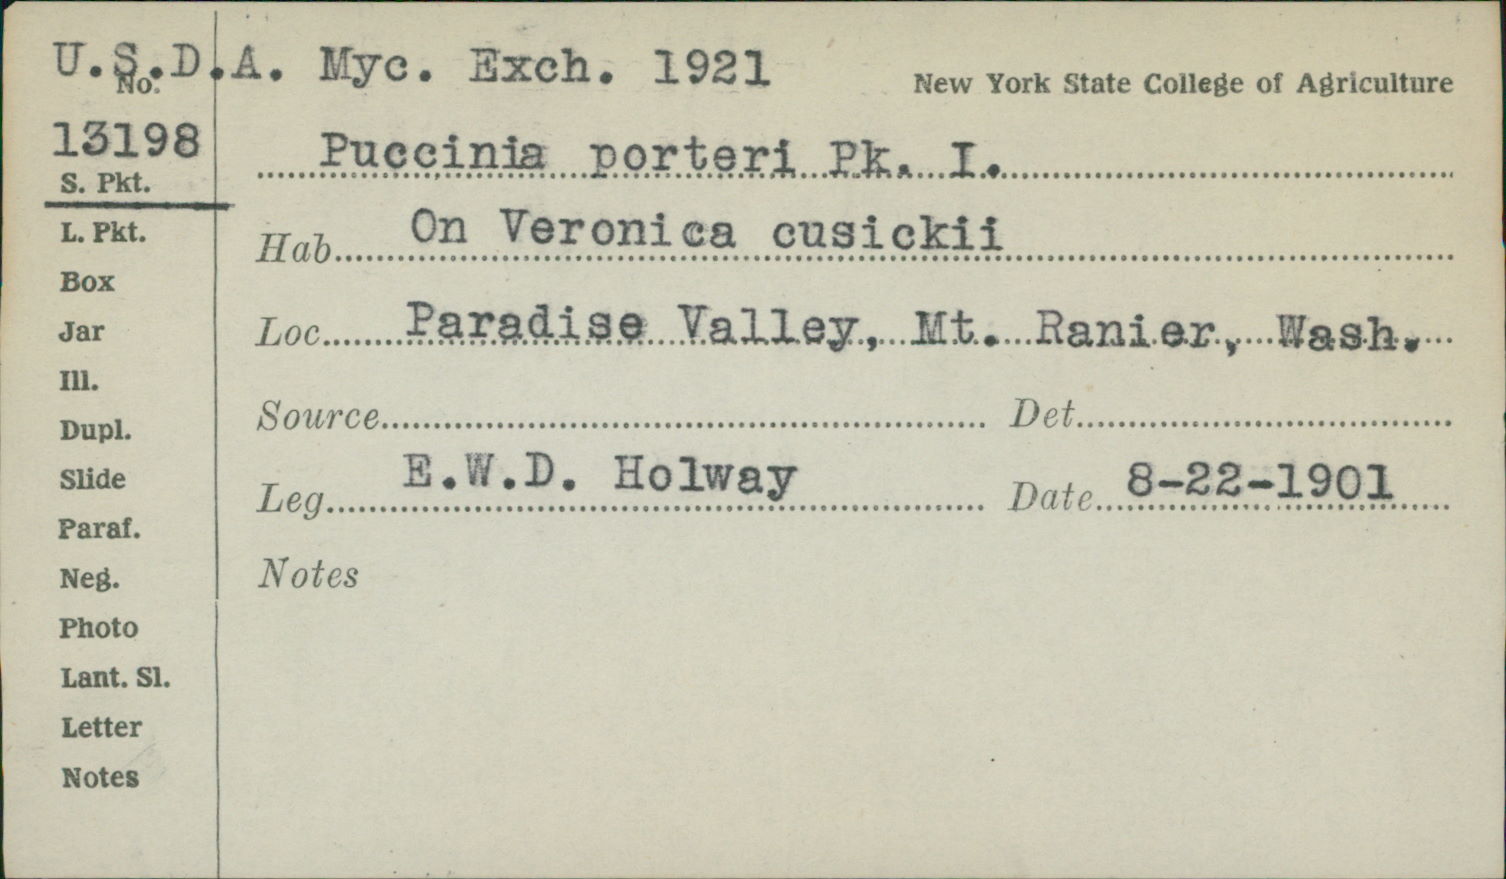 U.S.D.A. Myc. Exch. 1921
No.
New York State College of Agriculture
13198
Puccinia porteri Pk. I.
S. Pkt.
L. Pkt.
Hab. On Veronica cusickii
Box
Jar
Loc. Paradise Valley, Mt. Ranier, Wash.
Ill.
Dupl.
Source Det.
Slide
Leg. E.W.D. Holway Date 8-22-1901
Paraf.
Neg.
Notes
Photo
Lant. Sl.
Letter
Notes